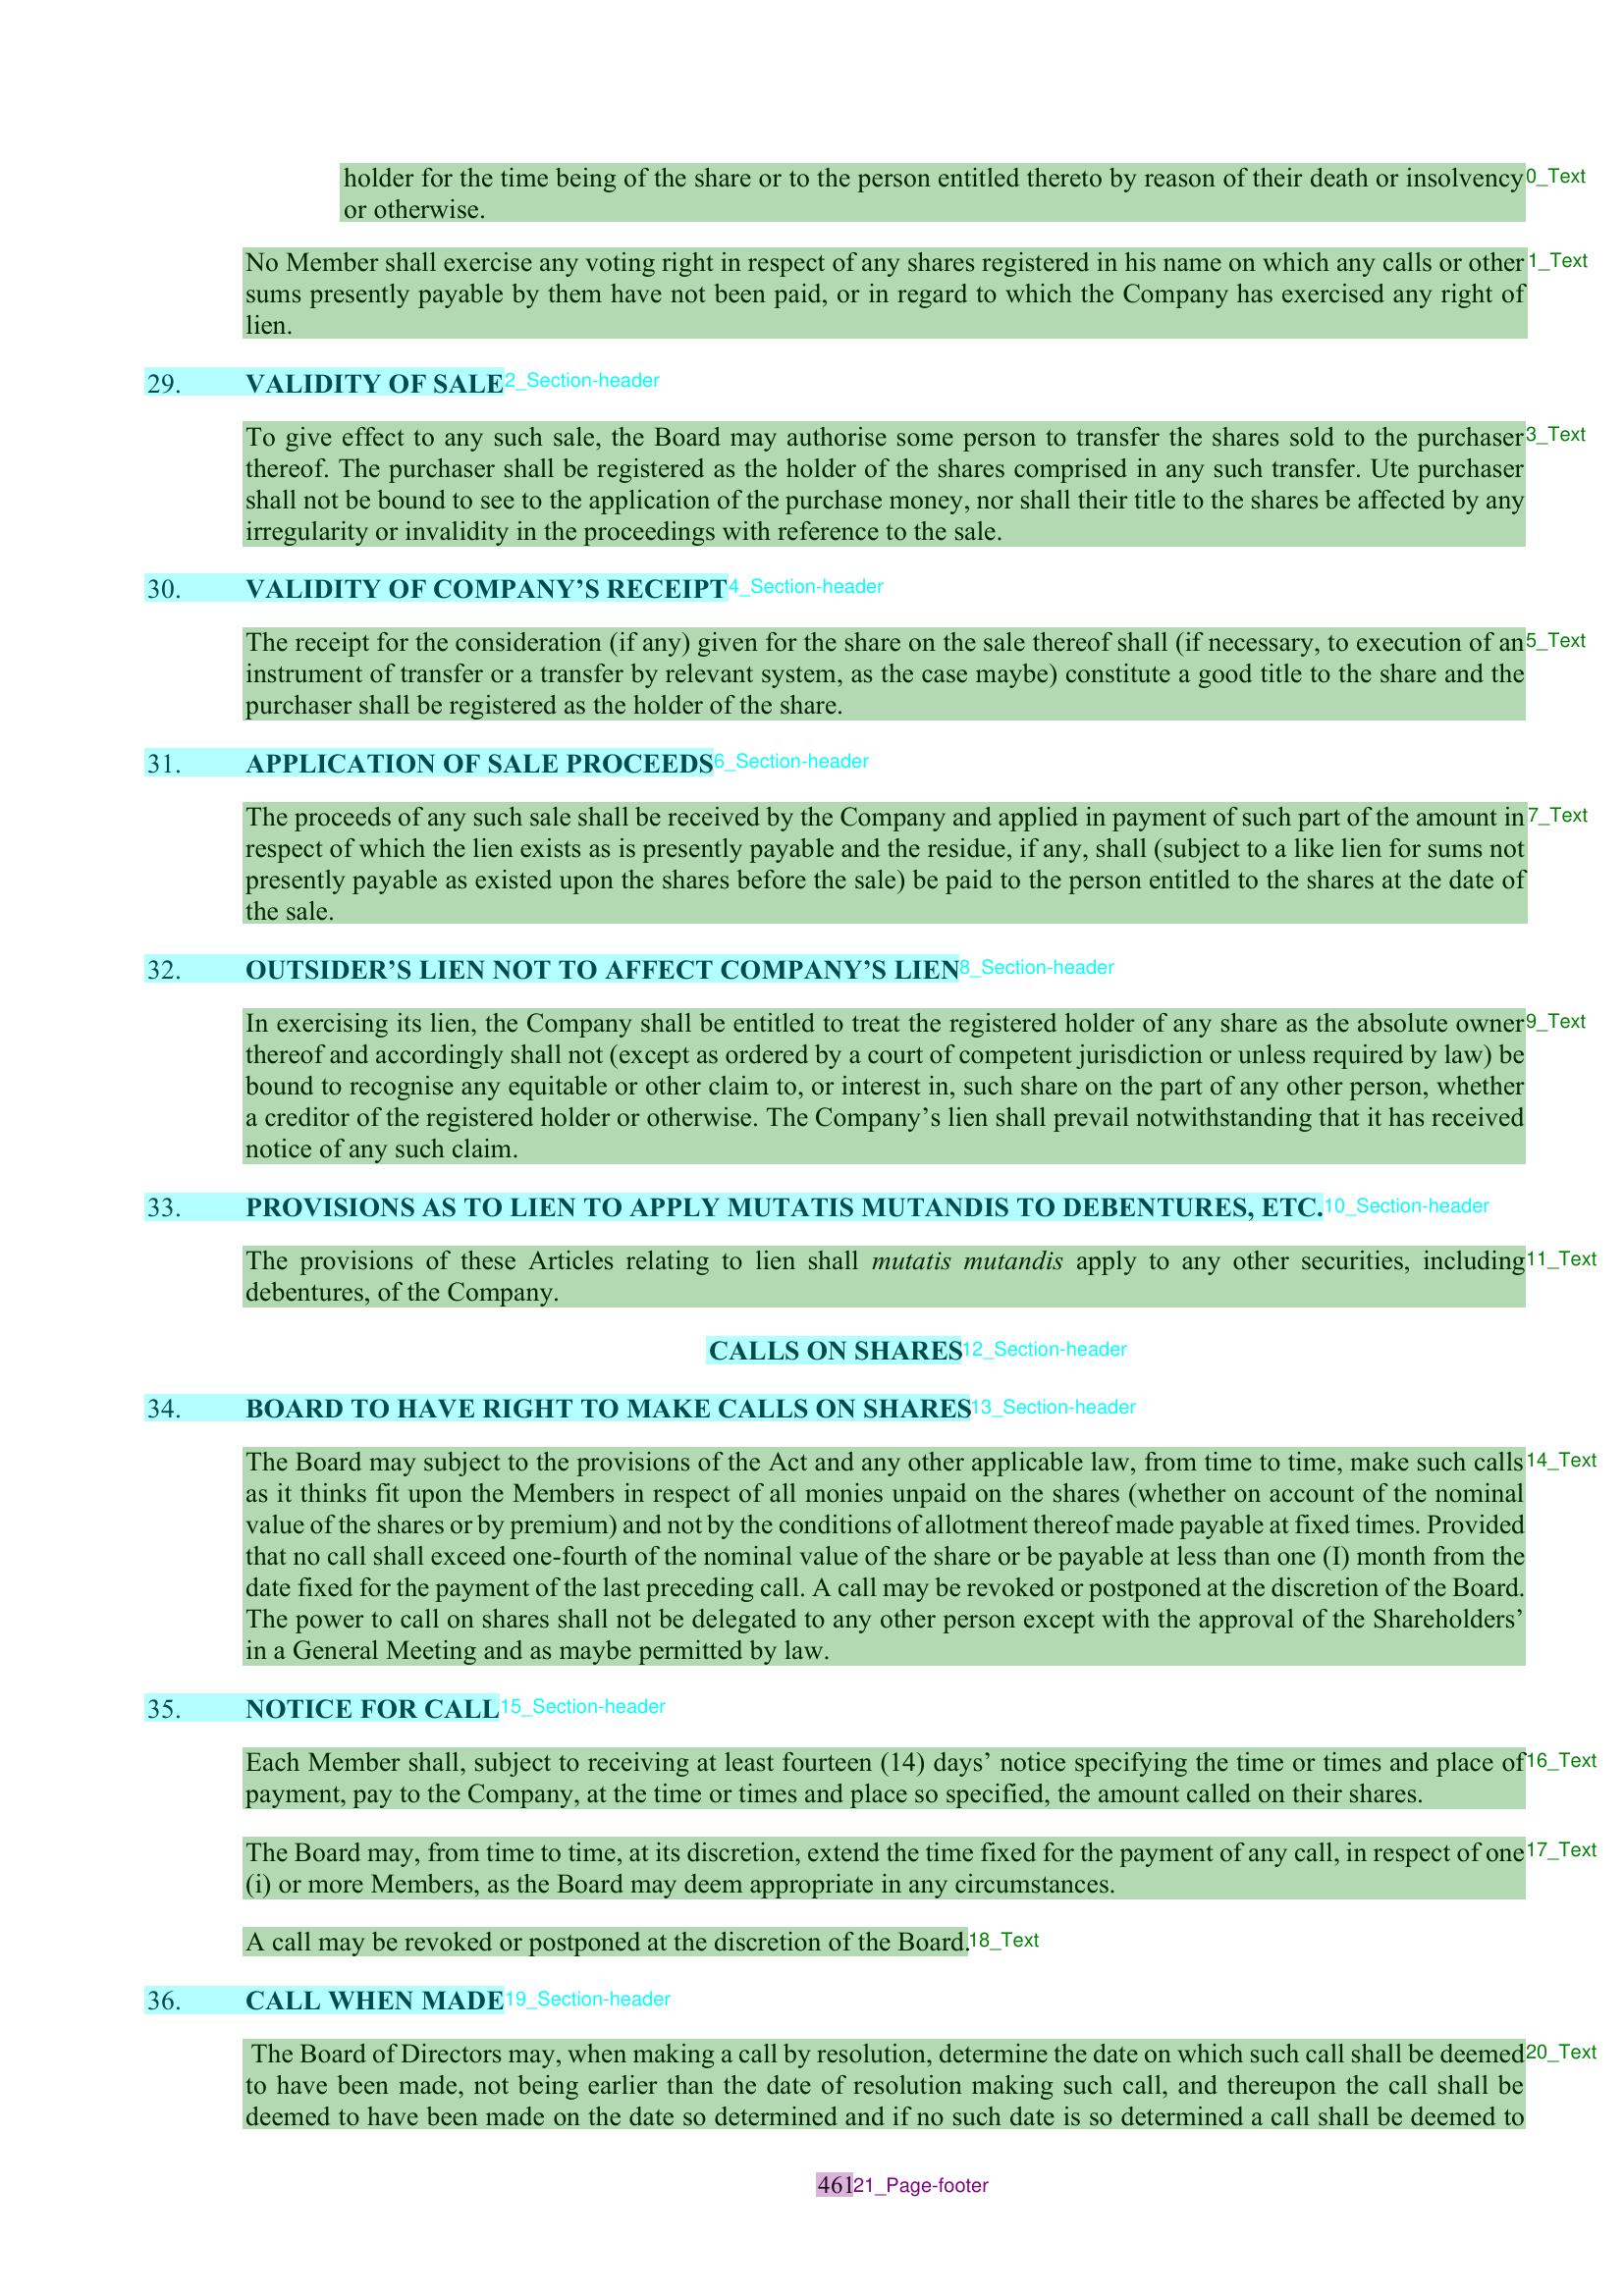 holder for the time being of the share or to the person entitled thereto by reason of their death or insolvency 0_Text
or otherwise.
No Member shall exercise any voting right in respect of any shares registered in his name on which any calls or other 1_Text
sums presently payable by them have not been paid, or in regard to which the Company has exercised any right of
lien.
29. VALIDITY OF SALE 2_Section-header
To give effect to any such sale, the Board may authorise some person to transfer the shares sold to the purchaser 3_Text
thereof. The purchaser shall be registered as the holder of the shares comprised in any such transfer. Ute purchaser
shall not be bound to see to the application of the purchase money, nor shall their title to the shares be affected by any
irregularity or invalidity in the proceedings with reference to the sale.
30. VALIDITY OF COMPANY’S RECEIPT 4_Section-header
The receipt for the consideration (if any) given for the share on the sale thereof shall (if necessary, to execution of an 5_Text
instrument of transfer or a transfer by relevant system, as the case maybe) constitute a good title to the share and the
purchaser shall be registered as the holder of the share.
31. APPLICATION OF SALE PROCEEDS 6_Section-header
The proceeds of any such sale shall be received by the Company and applied in payment of such part of the amount in 7_Text
respect of which the lien exists as is presently payable and the residue, if any, shall (subject to a like lien for sums not
presently payable as existed upon the shares before the sale) be paid to the person entitled to the shares at the date of
the sale.
32. OUTSIDER’S LIEN NOT TO AFFECT COMPANY’S LIEN 8_Section-header
In exercising its lien, the Company shall be entitled to treat the registered holder of any share as the absolute owner 9_Text
thereof and accordingly shall not (except as ordered by a court of competent jurisdiction or unless required by law) be
bound to recognise any equitable or other claim to, or interest in, such share on the part of any other person, whether
a creditor of the registered holder or otherwise. The Company’s lien shall prevail notwithstanding that it has received
notice of any such claim.
33. PROVISIONS AS TO LIEN TO APPLY MUTATIS MUTANDIS TO DEBENTURES, ETC. 10_Section-header
The provisions of these Articles relating to lien shall mutatis mutandis apply to any other securities, including 11_Text
debentures, of the Company.
CALLS ON SHARES 12_Section-header
34. BOARD TO HAVE RIGHT TO MAKE CALLS ON SHARES 13_Section-header
The Board may subject to the provisions of the Act and any other applicable law, from time to time, make such calls 14_Text
as it thinks fit upon the Members in respect of all monies unpaid on the shares (whether on account of the nominal
value of the shares or by premium) and not by the conditions of allotment thereof made payable at fixed times. Provided
that no call shall exceed one-fourth of the nominal value of the share or be payable at less than one (I) month from the
date fixed for the payment of the last preceding call. A call may be revoked or postponed at the discretion of the Board.
The power to call on shares shall not be delegated to any other person except with the approval of the Shareholders’
in a General Meeting and as maybe permitted by law.
35. NOTICE FOR CALL 15_Section-header
Each Member shall, subject to receiving at least fourteen (14) days’ notice specifying the time or times and place of 16_Text
payment, pay to the Company, at the time or times and place so specified, the amount called on their shares.
The Board may, from time to time, at its discretion, extend the time fixed for the payment of any call, in respect of one 17_Text
(i) or more Members, as the Board may deem appropriate in any circumstances.
A call may be revoked or postponed at the discretion of the Board. 18_Text
36. CALL WHEN MADE 19_Section-header
The Board of Directors may, when making a call by resolution, determine the date on which such call shall be deemed 20_Text
to have been made, not being earlier than the date of resolution making such call, and thereupon the call shall be
deemed to have been made on the date so determined and if no such date is so determined a call shall be deemed to
461 21_Page-footer